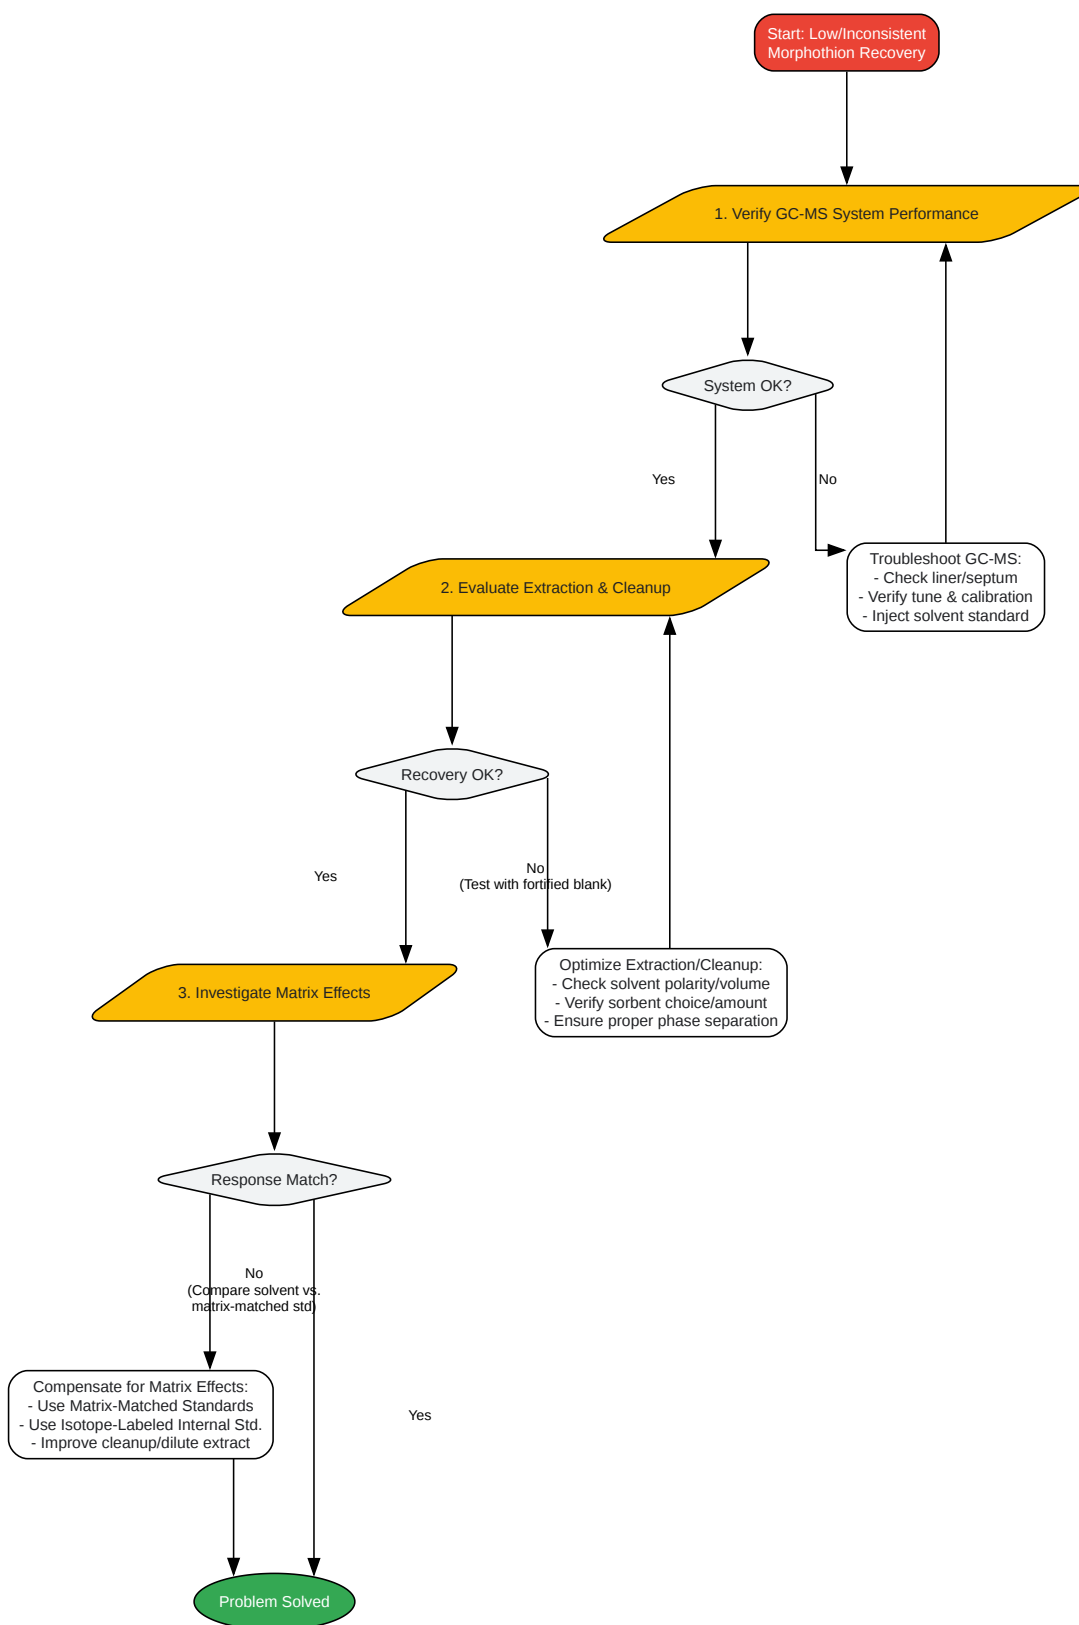 Start: Low/Inconsistent
Morphothion Recovery
1. Verify GC-MS System Performance
System OK?
Yes
No
Troubleshoot GC-MS:
- Check liner/septum
- Verify tune & calibration
- Inject solvent standard
2. Evaluate Extraction & Cleanup
Recovery OK?
Yes
No
(Test with fortified blank)
Optimize Extraction/Cleanup:
- Check solvent polarity/volume
- Verify sorbent choice/amount
- Ensure proper phase separation
3. Investigate Matrix Effects
Response Match?
No
(Compare solvent vs.
matrix-matched std)
Compensate for Matrix Effects:
- Use Matrix-Matched Standards
- Use Isotope-Labeled Internal Std.
- Improve cleanup/dilute extract
Yes
Problem Solved